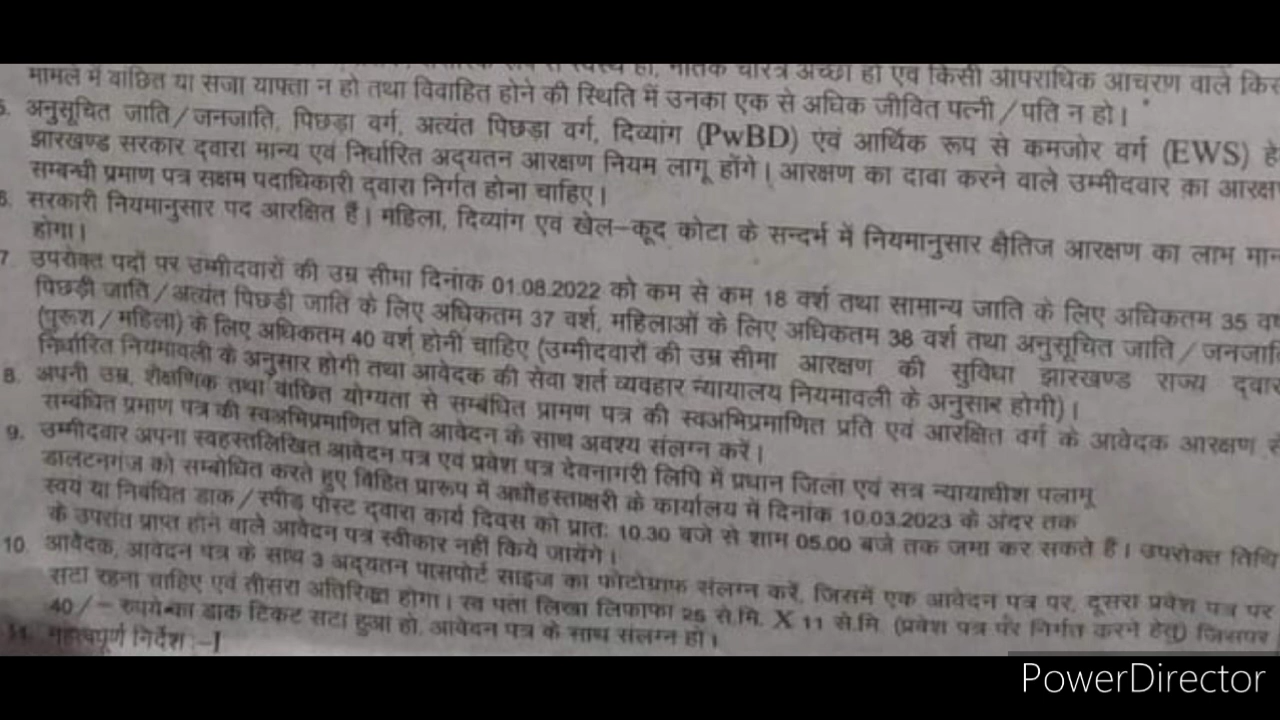 मामले में वांछित या सजा याफ्ता न हो तथा विवाहित होने की स्थिति में उनका एक से अधिक जीवित पत्नी/पति न हो।
अनुसूचित जाति/जनजाति, पिछड़ा वर्ग, अत्यंत पिछड़ा वर्ग, दिव्यांग (PwBD) एवं आर्थिक रूप से कमजोर वर्ग (EWS)
झारखण्ड सरकार द्वारा मान्य एवं निर्धारित अद्यतन आरक्षण नियम लागू होंगे। आरक्षण का दावा करने वाले उम्मीदवार का
सम्बन्धी प्रमाण पत्र सक्षम पदाधिकारी द्वारा निर्गत होना चाहिए।
सरकारी नियमानुसार पद आरक्षित हैं। महिला, दिव्यांग एवं खेल-कूद कोटा के सन्दर्भ में नियमानुसार क्षैतिज आरक्षण का लाभ
होगा।
7. उपरोक्त पदों पर उम्मीदवारों की उम्र सीमा दिनांक 01.08.2022 को कम से कम 18 वर्श तथा सामान्य जाति के लिए अधिकतम 35
पिछड़ी जाति/अत्यंत पिछड़ी जाति के लिए अधिकतम 37 वर्श, महिलाओं के लिए अधिकतम 38 वर्श तथा अनुसूचित जाति/जनजाति
(पुरूश/महिला) के लिए अधिकतम 40 वर्श होनी चाहिए (उम्मीदवारों की उम्र सीमा आरक्षण की सुविधा झारखण्ड राज्य
निर्धारित नियमावली के अनुसार होगी तथा आवेदक की सेवा शर्त व्यवहार न्यायालय नियमावली के अनुसार होगी)।
8. अपनी उम्र, शैक्षणिक तथा वांछित योग्यता से सम्बंधित प्रामण पत्र की स्वअभिप्रमाणित प्रति एवं आरक्षित वर्ग के आवेदक आरक्षण
सम्बंधित प्रमाण पत्र की स्वअभिप्रमाणित प्रति आवेदन के साथ अवश्य संलग्न करें।
9. उम्मीदवार अपना स्वहस्तलिखित आवेदन पत्र एवं प्रवेश पत्र देवनागरी लिपि में प्रधान जिला एवं सत्र न्यायाधीश पलामू
डालटनगंज को सम्बोधित करते हुए विहित प्रारूप में अधोहस्ताक्षरी के कार्यालय में दिनांक 10.03.2023 के अंदर तक
स्वयं या निबंधित डाक/स्पीड पोस्ट द्वारा कार्य दिवस को प्रातः 10.30 बजे से शाम 05.00 बजे तक जमा कर सकते हैं। उपरोक्त तिथि
के उपरांत प्राप्त होने वाले आवेदन पत्र स्वीकार नहीं किये जायेंगे।
10. आवेदक, आवेदन पत्र के साथ 3 अद्यतन पासपोर्ट साइज का फोटोग्राफ संलग्न करें, जिसमें एक आवेदन पत्र पर, दूसरा प्रवेश पत्र पर
सटा रहना चाहिए एवं तीसरा अतिरिक्त होगा। स्व पता लिखा लिफाफा 25 से.मि. X 11 से.मि. (प्रवेश पत्र पर निर्गत करने हेतु) जिसपर
40/- रुपये का डाक टिकट सटा हुआ हो, आवेदन पत्र के साथ संलग्न हो।
11. महत्वपूर्ण निर्देश :-I
PowerDirector